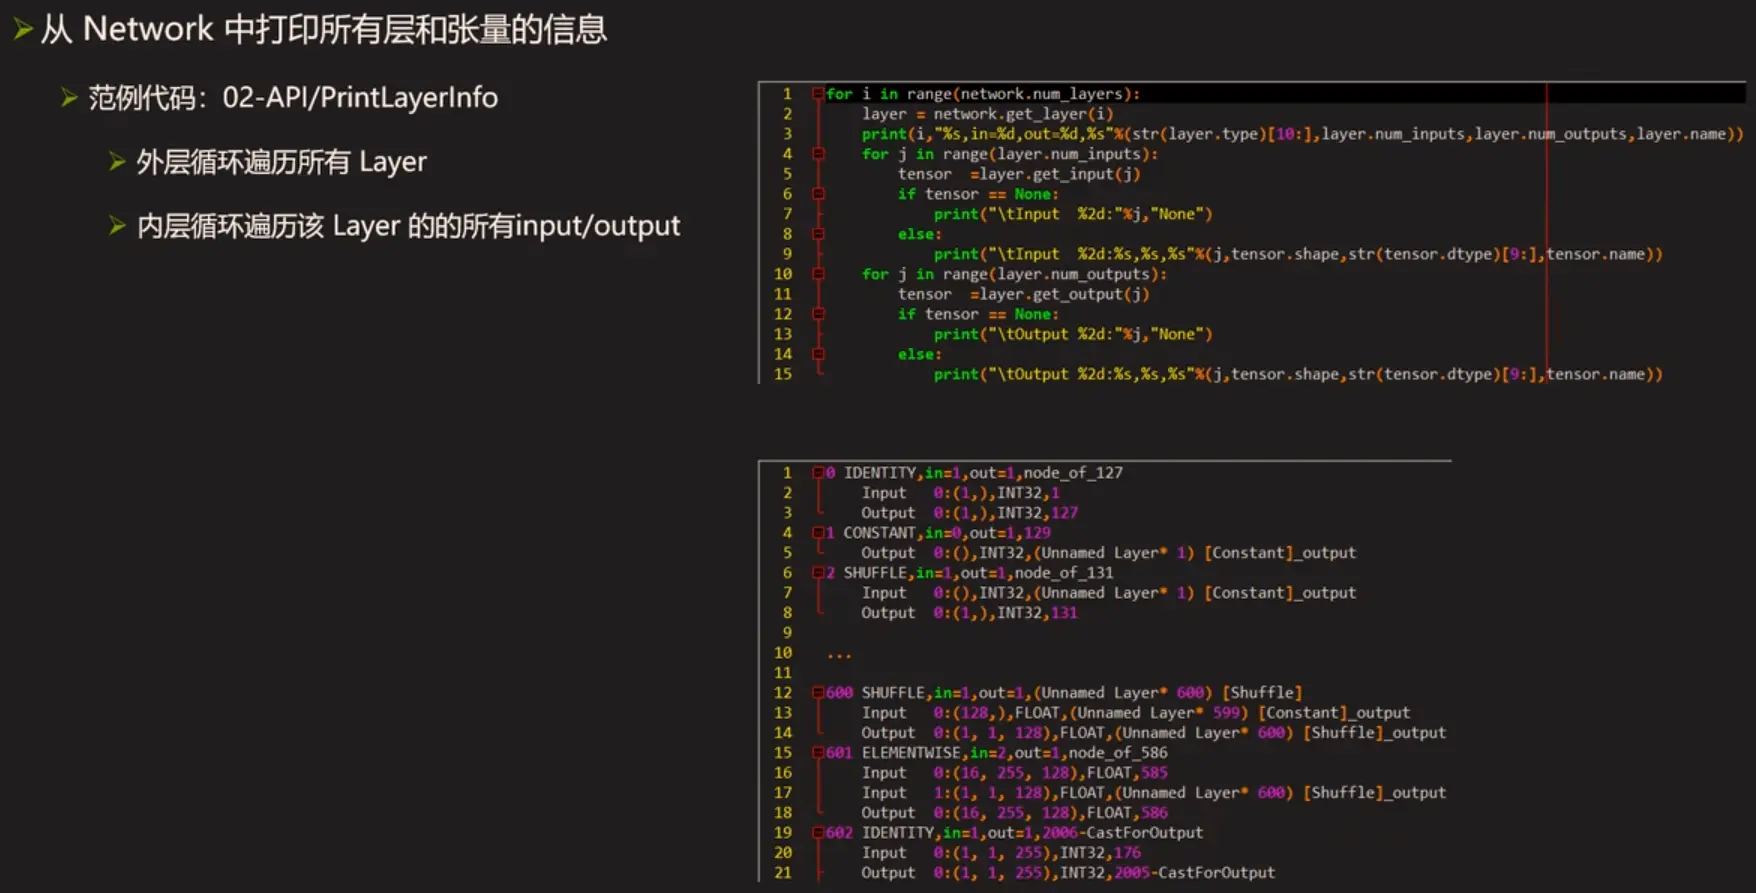 从 Network 中打印所有层和张量的信息
范例代码：02-API/PrintLayerInfo
外层循环遍历所有 Layer
内层循环遍历该 Layer 的的所有input/output
1 for i in range(network.num_layers):
2 layer = network.get_layer(i)
3 print(i,"%s,in=%d,out=%d,%s"%(str(layer.type)[10:],layer.num_inputs,layer.num_outputs,layer.name))
4 for j in range(layer.num_inputs):
5 tensor =layer.get_input(j)
6 if tensor == None:
7 print("\tInput %2d:"%j,"None")
8 else:
9 print("\tInput %2d:%s,%s,%s"%(j,tensor.shape,str(tensor.dtype)[9:],tensor.name))
10 for j in range(layer.num_outputs):
11 tensor =layer.get_output(j)
12 if tensor == None:
13 print("\tOutput %2d:"%j,"None")
14 else:
15 print("\tOutput %2d:%s,%s,%s"%(j,tensor.shape,str(tensor.dtype)[9:],tensor.name))
1 0 IDENTITY,in=1,out=1,node_of_127
2 Input 0:(1,),INT32,1
3 Output 0:(1,),INT32,127
4 1 CONSTANT,in=0,out=1,129
5 Output 0:(),INT32,(Unnamed Layer* 1) [Constant]_output
6 2 SHUFFLE,in=1,out=1,node_of_131
7 Input 0:(),INT32,(Unnamed Layer* 1) [Constant]_output
8 Output 0:(1,),INT32,131
9
10 ...
11
12 600 SHUFFLE,in=1,out=1,(Unnamed Layer* 600) [Shuffle]
13 Input 0:(128,),FLOAT,(Unnamed Layer* 599) [Constant]_output
14 Output 0:(1, 1, 128),FLOAT,(Unnamed Layer* 600) [Shuffle]_output
15 601 ELEMENTWISE,in=2,out=1,node_of_586
16 Input 0:(16, 255, 128),FLOAT,585
17 Input 1:(1, 1, 128),FLOAT,(Unnamed Layer* 600) [Shuffle]_output
18 Output 0:(16, 255, 128),FLOAT,586
19 602 IDENTITY,in=1,out=1,2006-CastForOutput
20 Input 0:(1, 1, 255),INT32,176
21 Output 0:(1, 1, 255),INT32,2005-CastForOutput